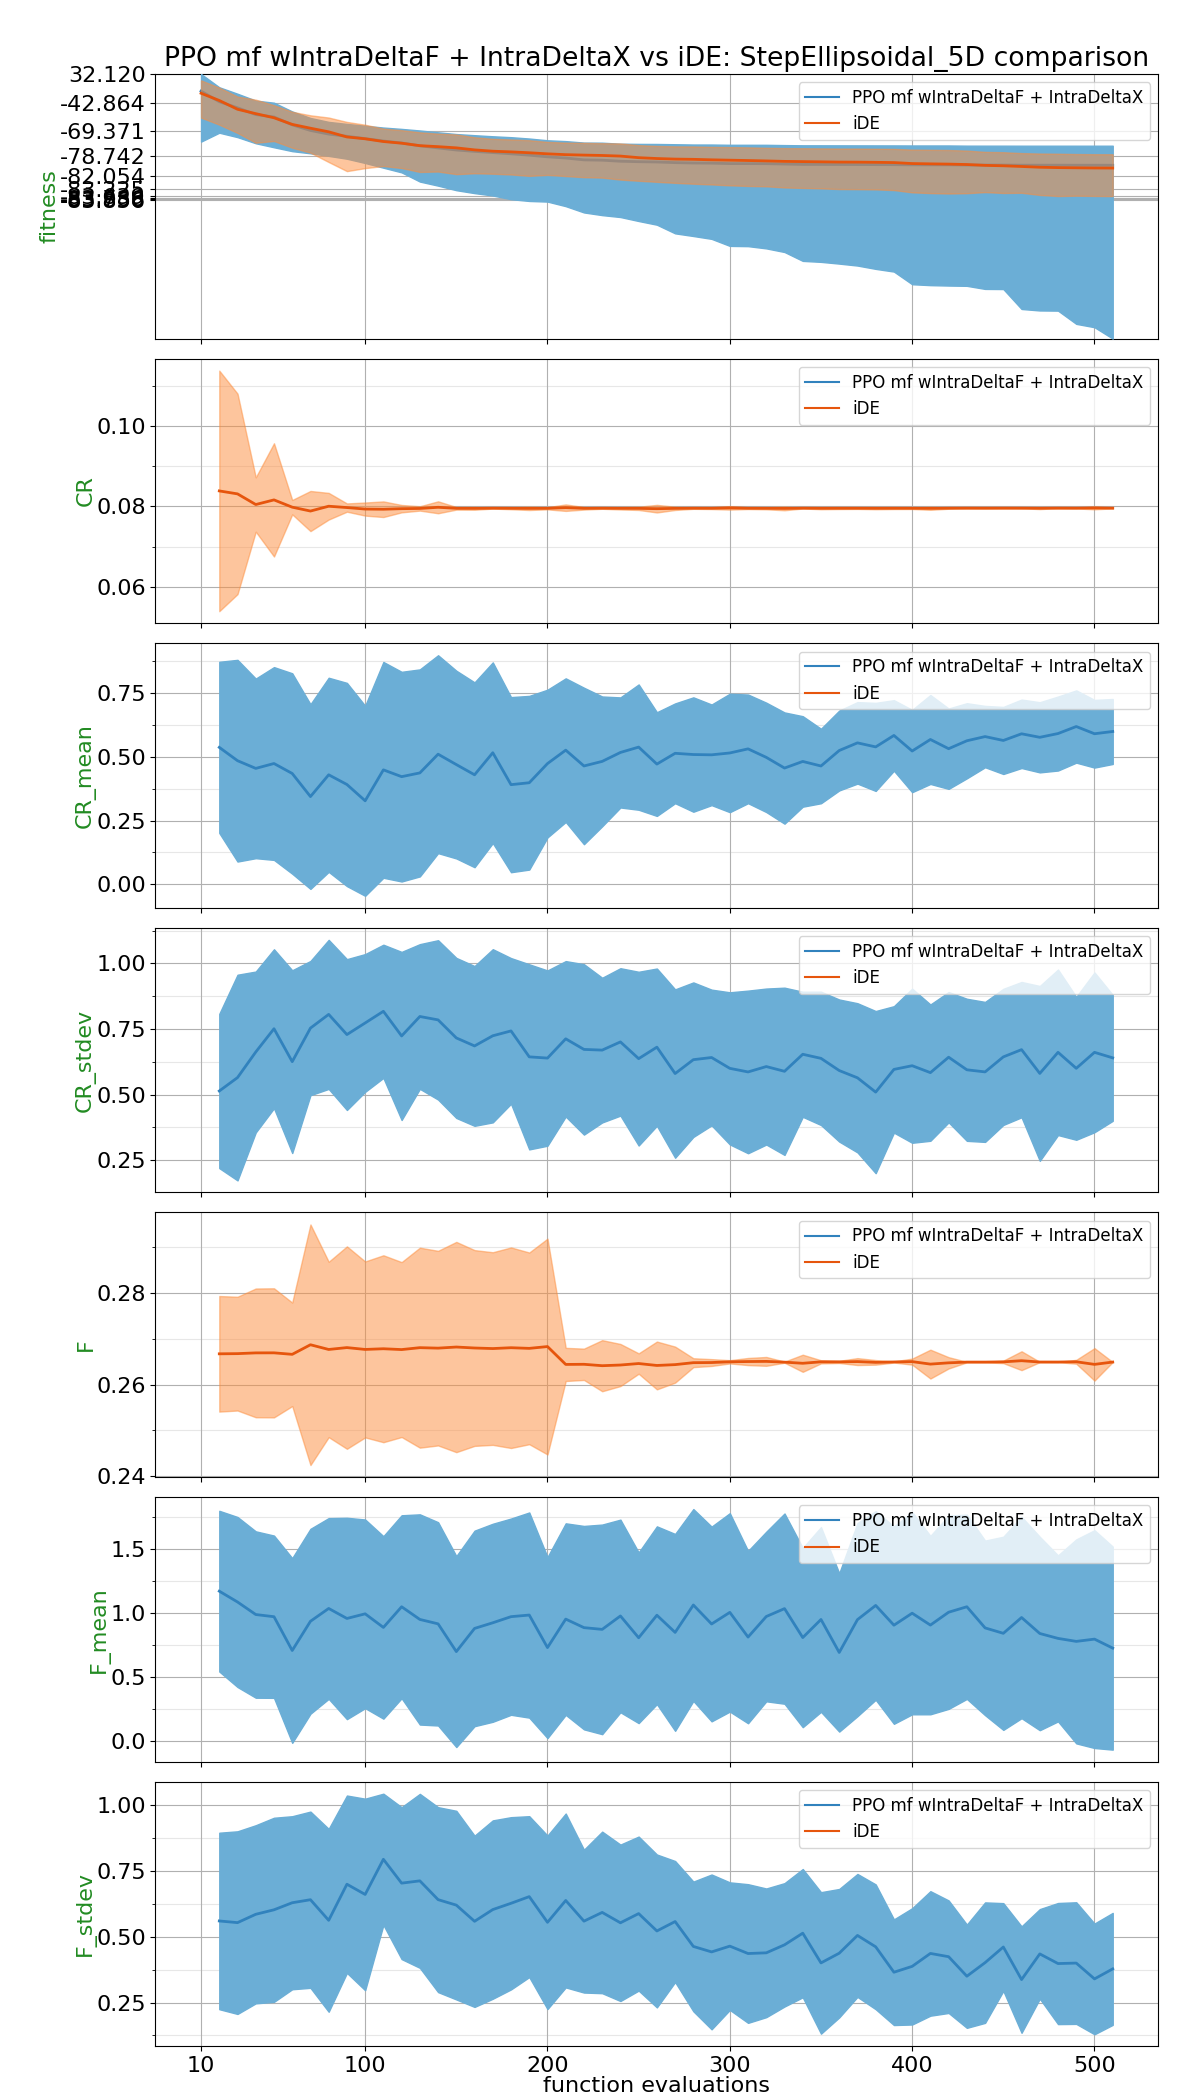 PPO mf wIntraDeltaF + IntraDeltaX vs iDE: StepEllipsoidal_5D comparison
32.120
-42.864
-69.371
-78.742
-82.054
fitness
PPO mf wIntraDeltaF + IntraDeltaX
iDE
0.10
0.08
0.06
CR
PPO mf wIntraDeltaF + IntraDeltaX
iDE
0.75
0.50
0.25
0.00
CR_mean
PPO mf wIntraDeltaF + IntraDeltaX
iDE
1.00
0.75
0.50
0.25
CR_stdev
PPO mf wIntraDeltaF + IntraDeltaX
iDE
0.28
0.26
0.24
F
PPO mf wIntraDeltaF + IntraDeltaX
iDE
1.5
1.0
0.5
0.0
F_mean
PPO mf wIntraDeltaF + IntraDeltaX
iDE
1.00
0.75
0.50
0.25
F_stdev
PPO mf wIntraDeltaF + IntraDeltaX
iDE
10 100 200 300 400 500
function evaluations